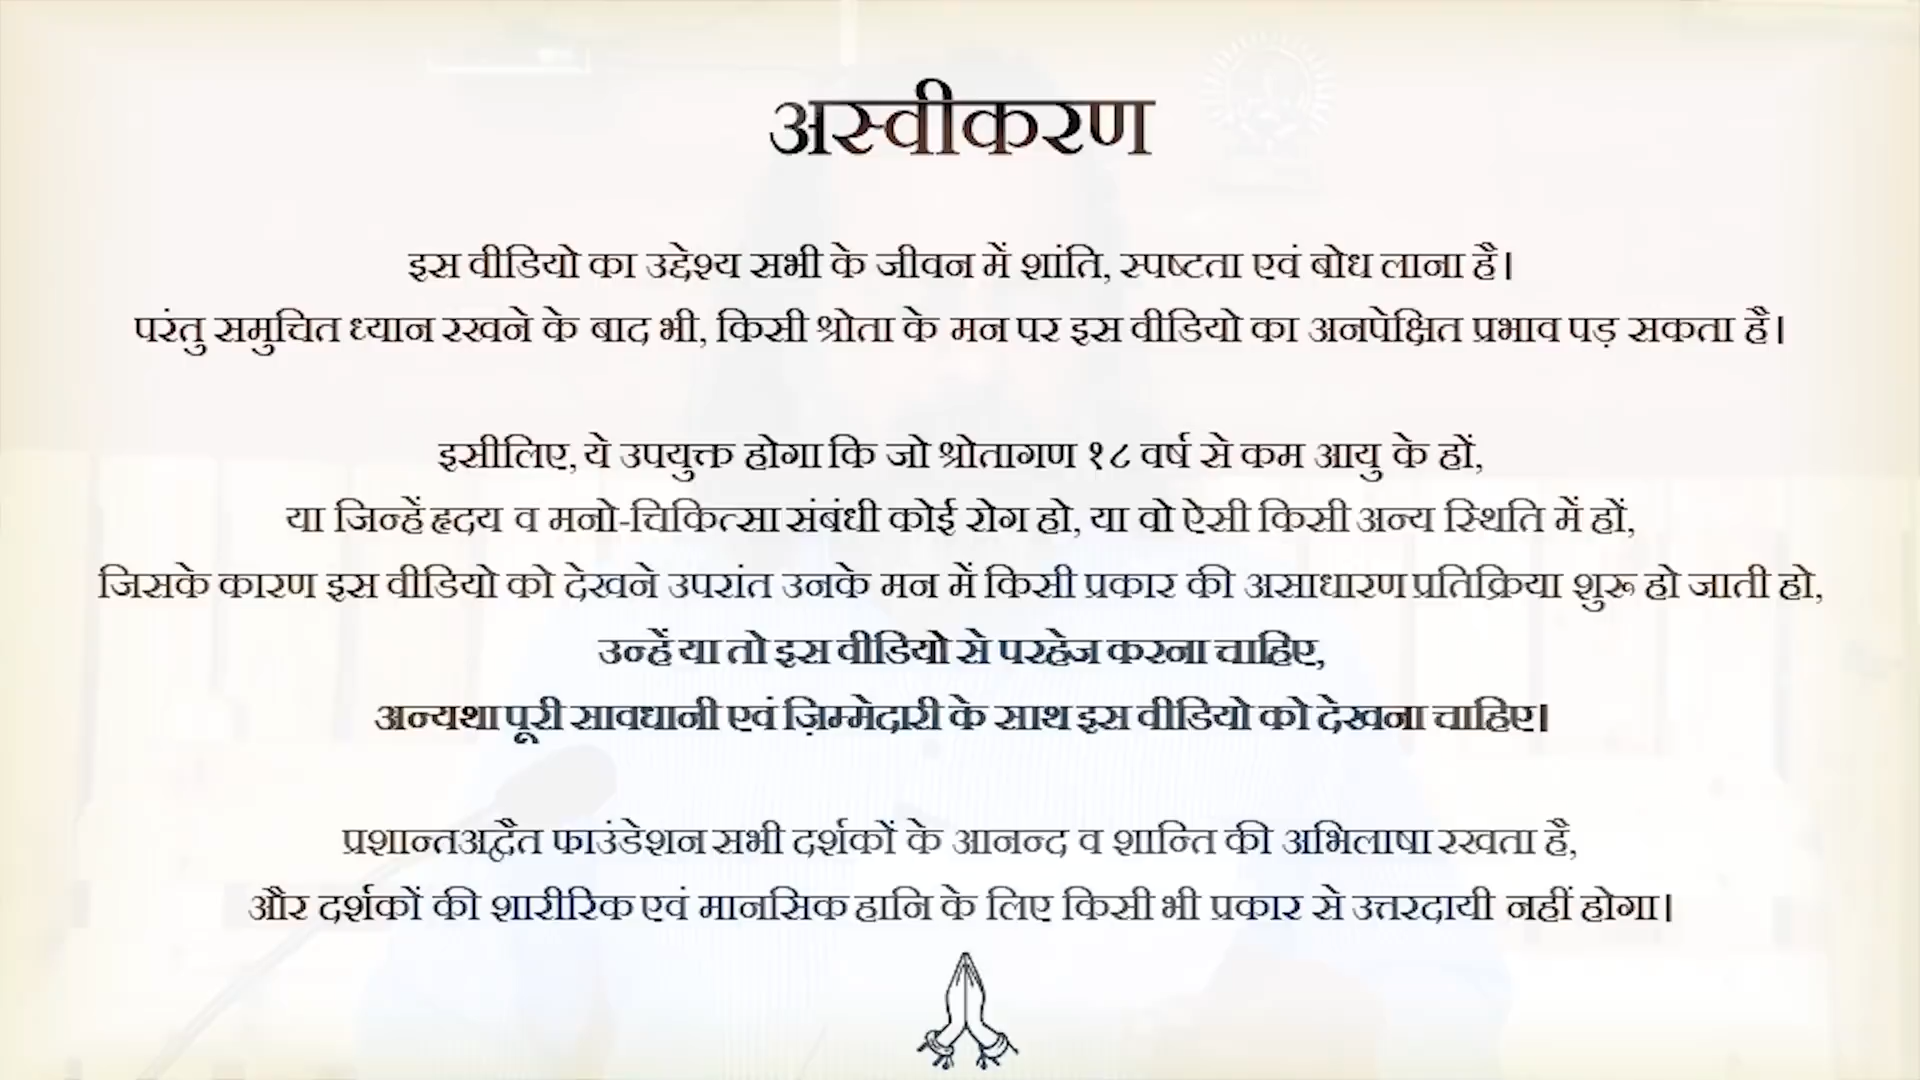 अस्वीकरण
इस वीडियो का उद्देश्य सभी के जीवन में शांति, स्पष्टता एवं बोध लाना है।
परंतु समुचित ध्यान रखने के बाद भी, किसी श्रोता के मन पर इस वीडियो का अनपेक्षित प्रभाव पड़ सकता है।
इसीलिए, ये उपयुक्त होगा कि जो श्रोतागण १८ वर्ष से कम आयु के हों,
या जिन्हें हृदय व मनो-चिकित्सा संबंधी कोई रोग हो, या वो ऐसी किसी अन्य स्थिति में हों,
जिसके कारण इस वीडियो को देखने उपरांत उनके मन में किसी प्रकार की असाधारण प्रतिक्रिया शुरू हो जाती हो,
उन्हें या तो इस वीडियो से परहेज करना चाहिए,
अन्यथा पूरी सावधानी एवं ज़िम्मेदारी के साथ इस वीडियो को देखना चाहिए।
प्रशान्तअद्वैत फाउंडेशन सभी दर्शकों के आनन्द व शान्ति की अभिलाषा रखता है,
और दर्शकों की शारीरिक एवं मानसिक हानि के लिए किसी भी प्रकार से उत्तरदायी नहीं होगा।